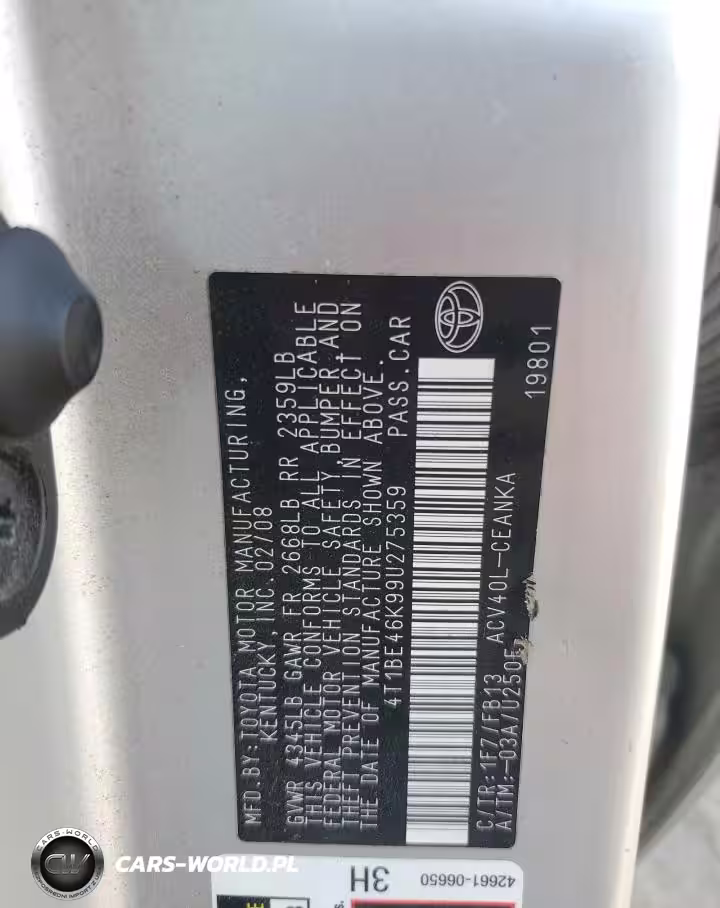 MFD.BY:TOYOTA MOTOR MANUFACTURING,
KENTUCKY, INC.02/08
GVWR 4345LB GAWR FR 2668LB RR 2359LB
THIS VEHICLE CONFORMS TO ALL APPLICABLE
FEDERAL MOTOR VEHICLE SAFETY,BUMPER,AND
THEFT PREVENTION STANDARDS IN EFFECT ON
THE DATE OF MANUFACTURE SHOWN ABOVE.
4T1BE46K99U275359 PASS.CAR
C/TR:1F7/FB13 ACV40L-CEANKA
A/TM:-03A/U250E 19801
42661-06650
3H
CARS-WORLD
CW
CARS-WORLD.PL